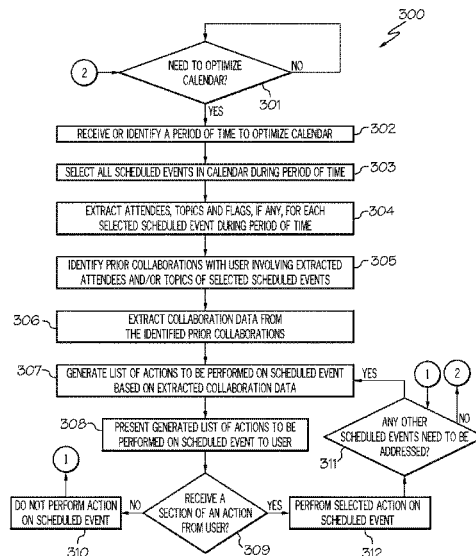 300
2
NEED TO OPTIMIZE
CALENDAR?
NO
301
YES
RECEIVE OR IDENTIFY A PERIOD OF TIME TO OPTIMIZE CALENDAR
302
SELECT ALL SCHEDULED EVENTS IN CALENDAR DURING PERIOD OF TIME
303
EXTRACT ATTENDEES, TOPICS AND FLAGS, IF ANY, FOR EACH
SELECTED SCHEDULED EVENT DURING PERIOD OF TIME
304
IDENTIFY PRIOR COLLABORATIONS WITH USER INVOLVING EXTRACTED
ATTENDEES AND/OR TOPICS OF SELECTED SCHEDULED EVENTS
305
306
EXTRACT COLLABORATION DATA FROM
THE IDENTIFIED PRIOR COLLABORATIONS
307
GENERATE LIST OF ACTIONS TO BE PERFORMED ON SCHEDULED EVENT
BASED ON EXTRACTED COLLABORATION DATA
YES
1
2
308
PRESENT GENERATED LIST OF ACTIONS TO BE
PERFORMED ON SCHEDULED EVENT TO USER
NO
ANY OTHER
SCHEDULED EVENTS NEED TO BE
ADDRESSED?
311
1
DO NOT PERFORM ACTION
ON SCHEDULED EVENT
310
NO
RECEIVE A
SECTION OF AN ACTION
FROM USER?
309
YES
PERFROM SELECTED ACTION ON
SCHEDULED EVENT
312